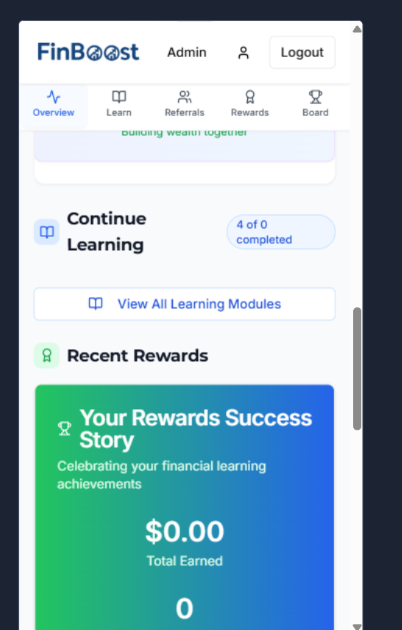 FinBoost
Admin
Logout
Overview
Learn
Referrals
Rewards
Board
Building wealth together
Continue
Learning
4 of 0
completed
View All Learning Modules
Recent Rewards
Your Rewards Success
Story
Celebrating your financial learning
achievements
$0.00
Total Earned
0